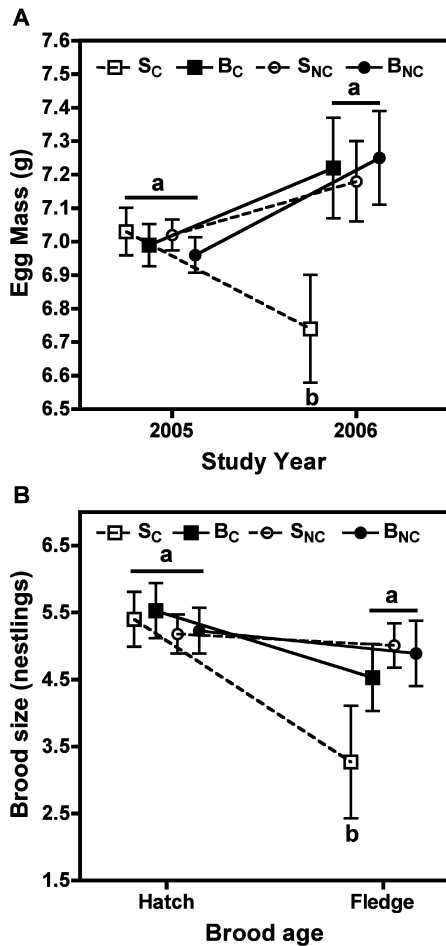 A
S_C B_C S_NC B_NC
7.6
7.5
7.4
7.3
7.2
7.1
7.0
6.9
6.8
6.7
6.6
6.5
Egg Mass (g)
a
a
b
2005 2006
Study Year
B
S_C B_C S_NC B_NC
6.5
5.5
4.5
3.5
2.5
1.5
Brood size (nestlings)
a
a
b
Hatch Fledge
Brood age